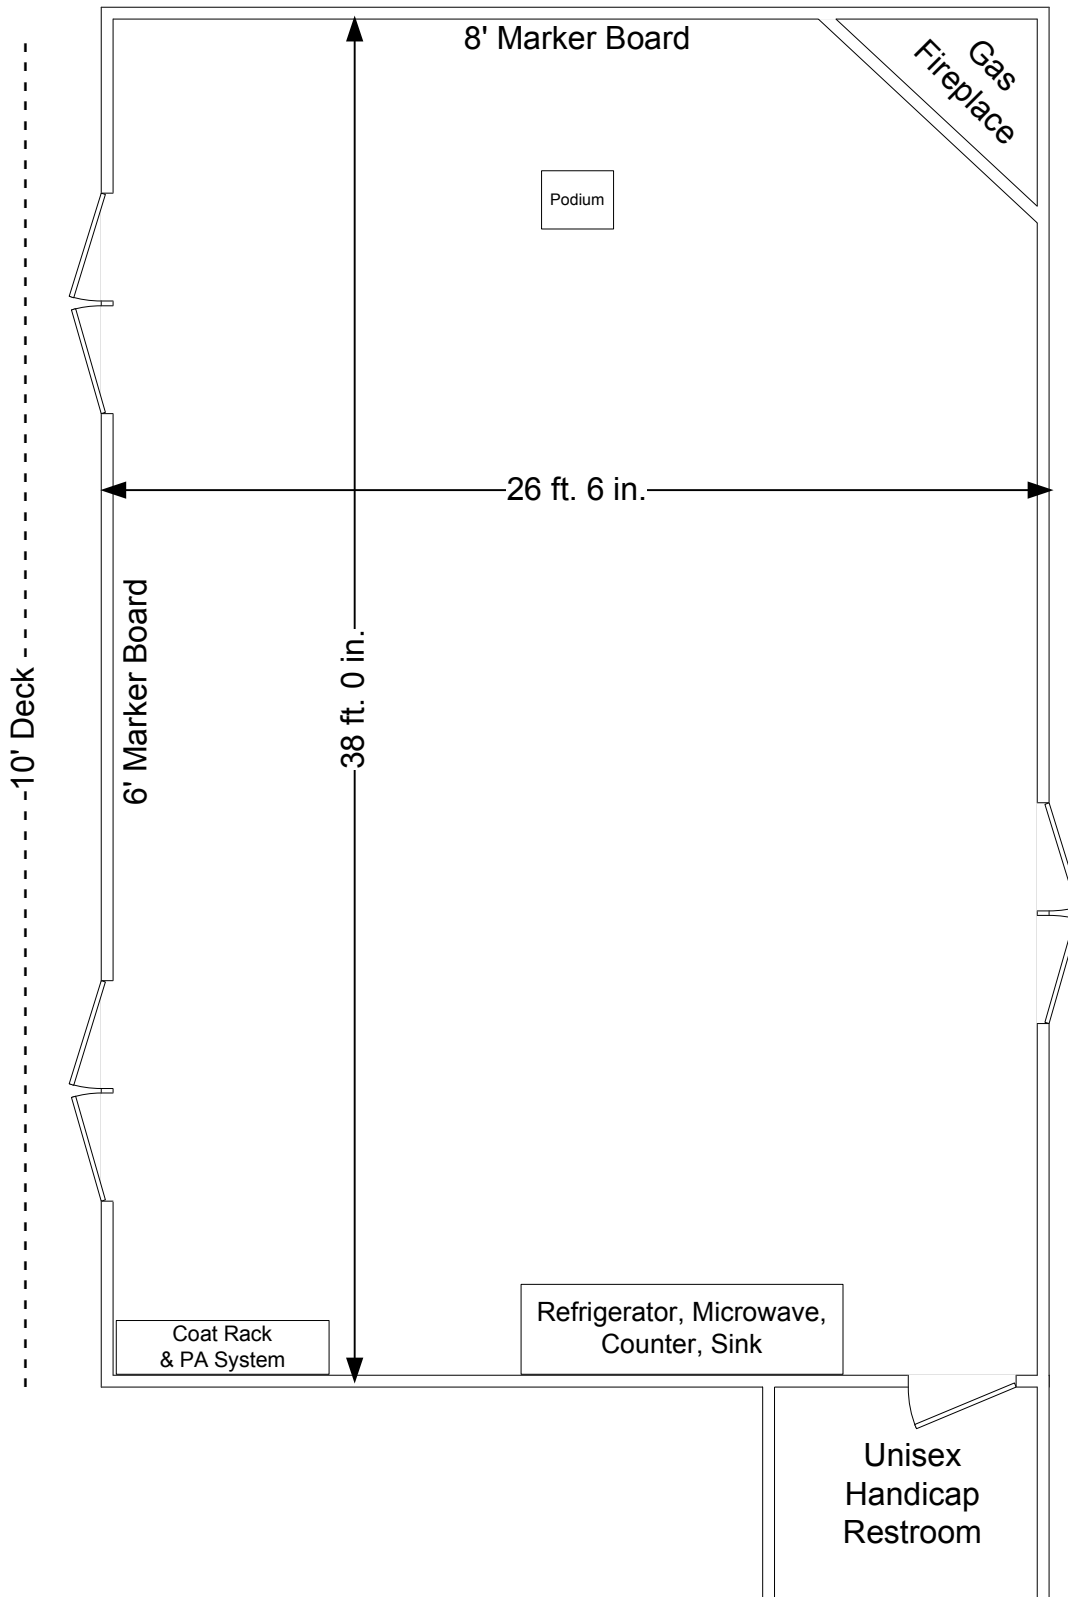 8' Marker Board
Gas
Fireplace
Podium
26 ft. 6 in.
6' Marker Board
38 ft. 0 in.
10' Deck
Refrigerator, Microwave,
Counter, Sink
Coat Rack
& PA System
Unisex
Handicap
Restroom